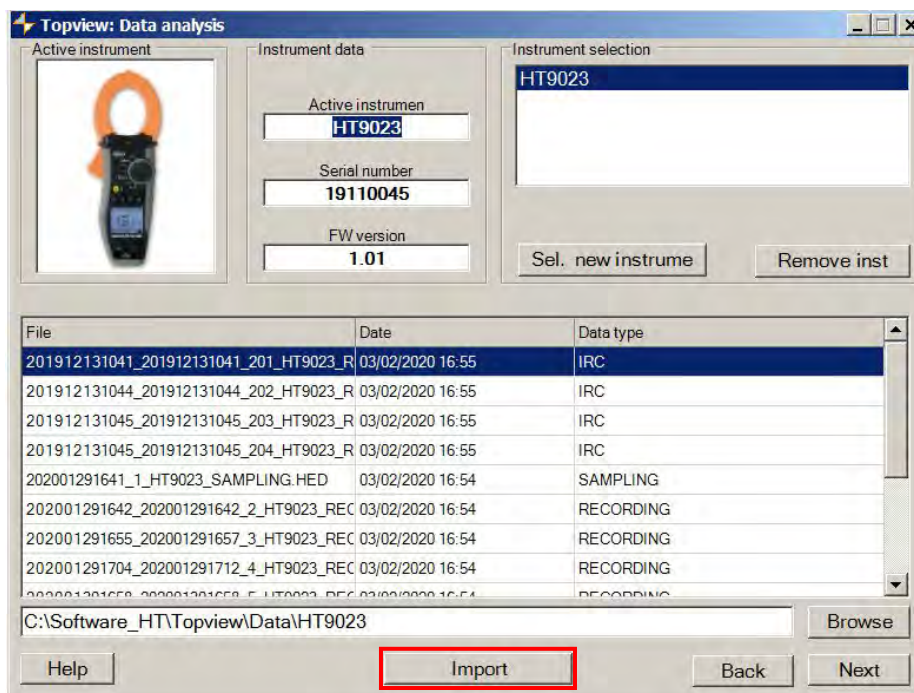 Topview: Data analysis
Active instrument
Instrument data
Active instrumen
HT9023
Serial number
19110045
FW version
1.01
Instrument selection
HT9023
Sel. new instrume
Remove inst
File Date Data type
201912131041_201912131041_201_HT9023_R 03/02/2020 16:55 IRC
201912131044_201912131044_202_HT9023_R 03/02/2020 16:55 IRC
201912131045_201912131045_203_HT9023_R 03/02/2020 16:55 IRC
201912131045_201912131045_204_HT9023_R 03/02/2020 16:55 IRC
202001291641_1_HT9023_SAMPLING.HED 03/02/2020 16:54 SAMPLING
202001291642_202001291642_2_HT9023_REC 03/02/2020 16:54 RECORDING
202001291655_202001291657_3_HT9023_REC 03/02/2020 16:54 RECORDING
202001291704_202001291712_4_HT9023_REC 03/02/2020 16:54 RECORDING
C:\Software_HT\Topview\Data\HT9023
Browse
Help
Import
Back
Next